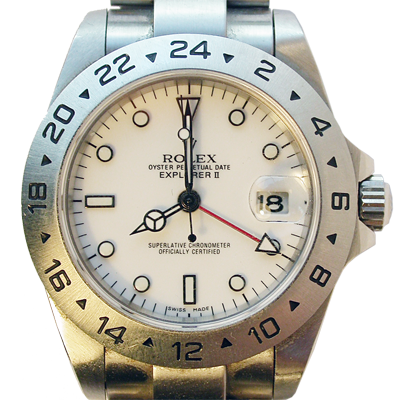 24
2
4
6
8
10
12
14
16
18
20
22
ROLEX
OYSTER PERPETUAL DATE
EXPLORER II
18
SUPERLATIVE CHRONOMETER
OFFICIALLY CERTIFIED
SWISS MADE